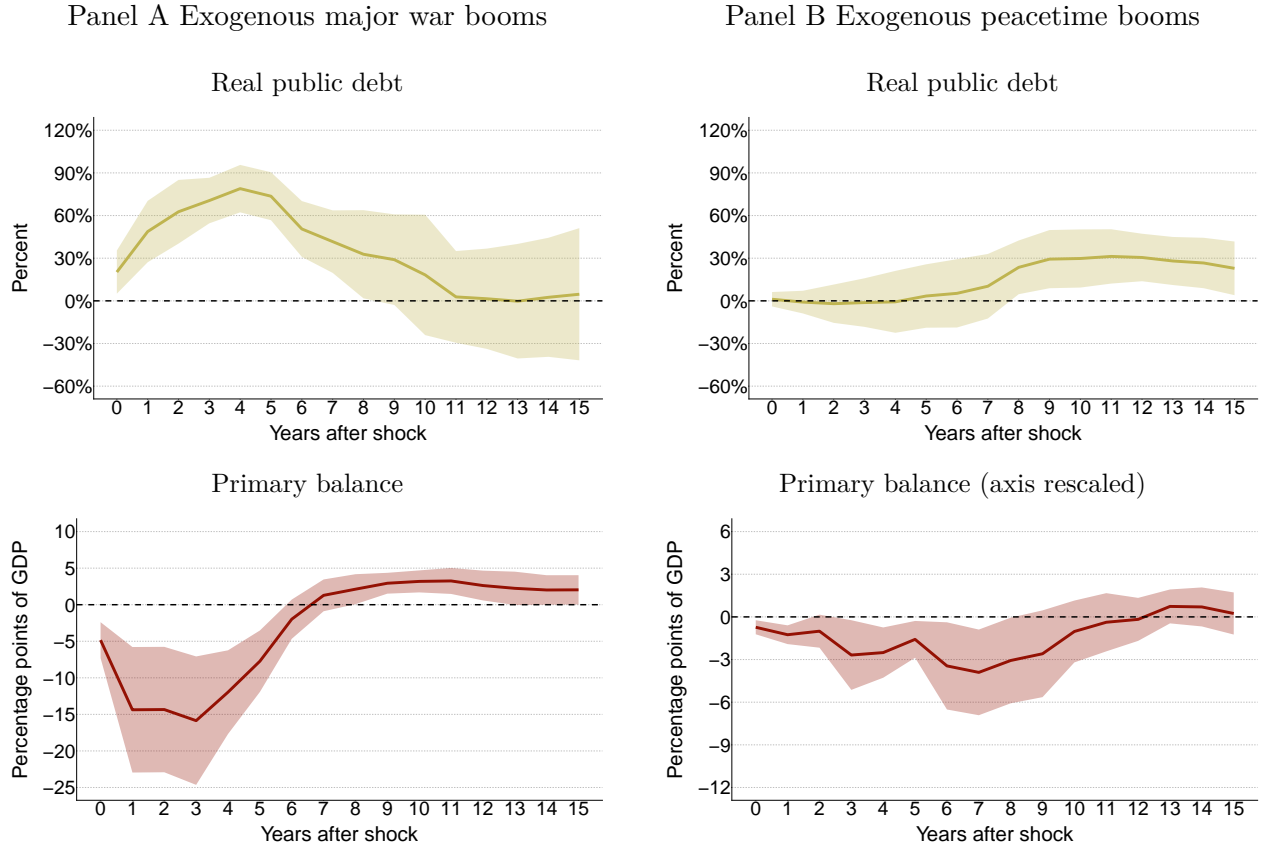 Panel A Exogenous major war booms
Real public debt
Percent
120%
90%
60%
30%
0%
−30%
−60%
0 1 2 3 4 5 6 7 8 9 10 11 12 13 14 15
Years after shock
Primary balance
Percentage points of GDP
10
5
0
−5
−10
−15
−20
−25
0 1 2 3 4 5 6 7 8 9 10 11 12 13 14 15
Years after shock
Panel B Exogenous peacetime booms
Real public debt
Percent
120%
90%
60%
30%
0%
−30%
−60%
0 1 2 3 4 5 6 7 8 9 10 11 12 13 14 15
Years after shock
Primary balance (axis rescaled)
Percentage points of GDP
6
3
0
−3
−6
−9
−12
0 1 2 3 4 5 6 7 8 9 10 11 12 13 14 15
Years after shock